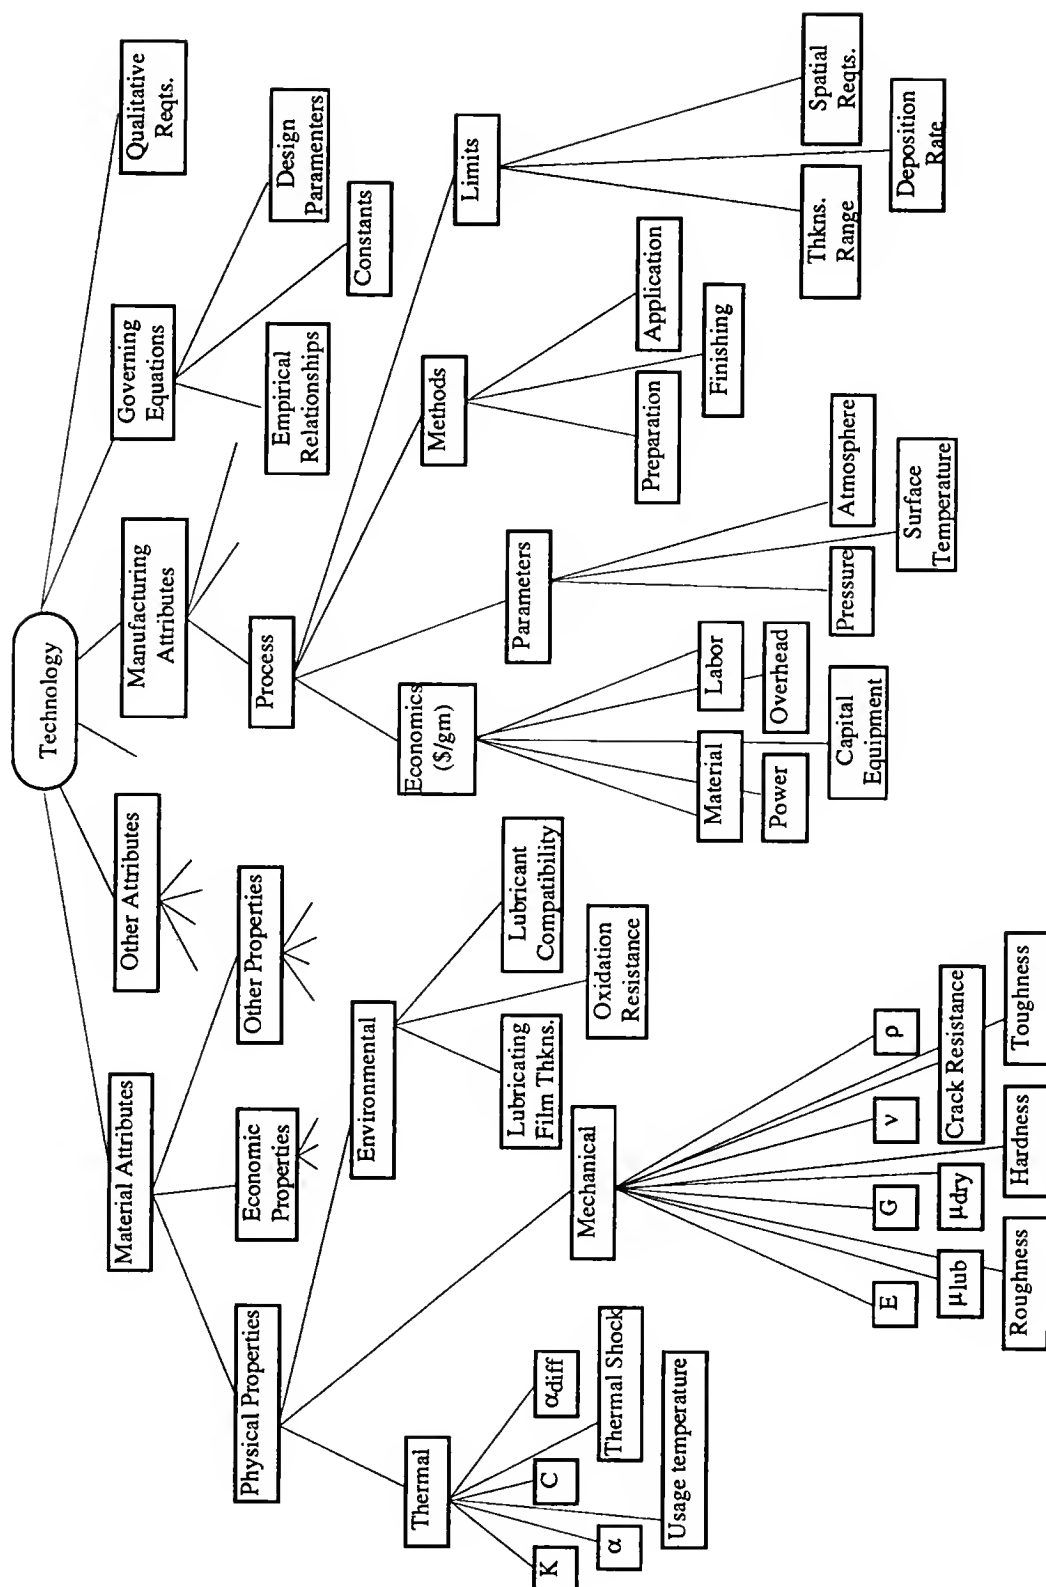 Technology
Material Attributes
Other Attributes
Manufacturing
Attributes
Governing
Equations
Qualitative
Reqts.
Physical Properties
Economic
Properties
Other Properties
Process
Empirical
Relationships
Constants
Design
Paramenters
Thermal
Environmental
Economics
($/gm)
Parameters
Methods
Limits
K
α
C
αdiff
Thermal Shock
Usage temperature
Mechanical
Lubricating
Film Thkns.
Oxidation
Resistance
Lubricant
Compatibility
Material
Labor
Power
Overhead
Capital
Equipment
Pressure
Atmosphere
Surface
Temperature
Preparation
Application
Finishing
Thkns.
Range
Spatial
Reqts.
Deposition
Rate
E
G
ν
ρ
μlub
μdry
Crack Resistance
Roughness
Hardness
Toughness